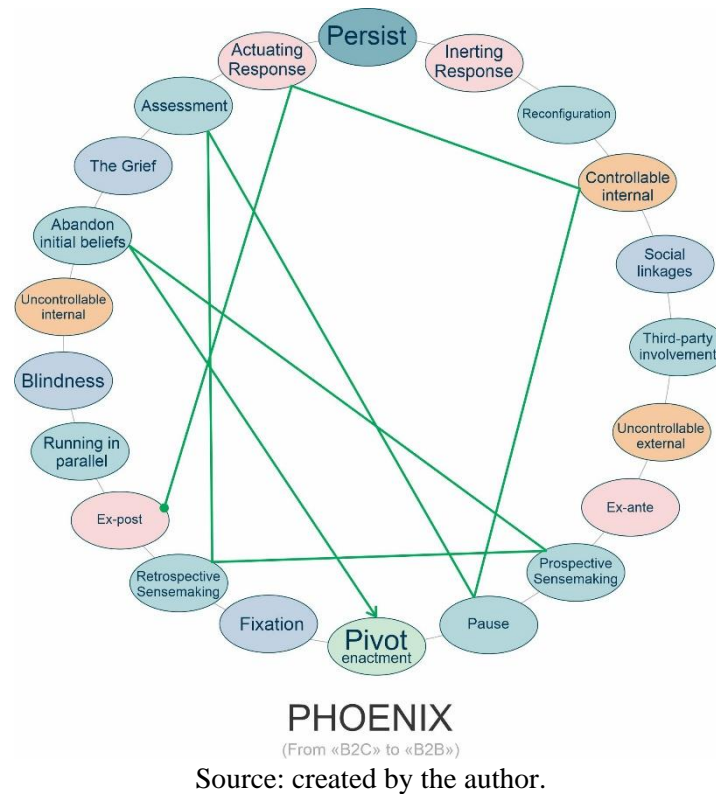 Persist
Actuating
Response
Inerting
Response
Assessment
Reconfiguration
The Grief
Controllable
internal
Abandon
initial beliefs
Social
linkages
Uncontrollable
internal
Third-party
involvement
Blindness
Uncontrollable
external
Running in
parallel
Ex-post
Ex-ante
Retrospective
Sensemaking
Prospective
Sensemaking
Fixation
Pivot
enactment
Pause
PHOENIX
(From «B2C» to «B2B»)
Source: created by the author.